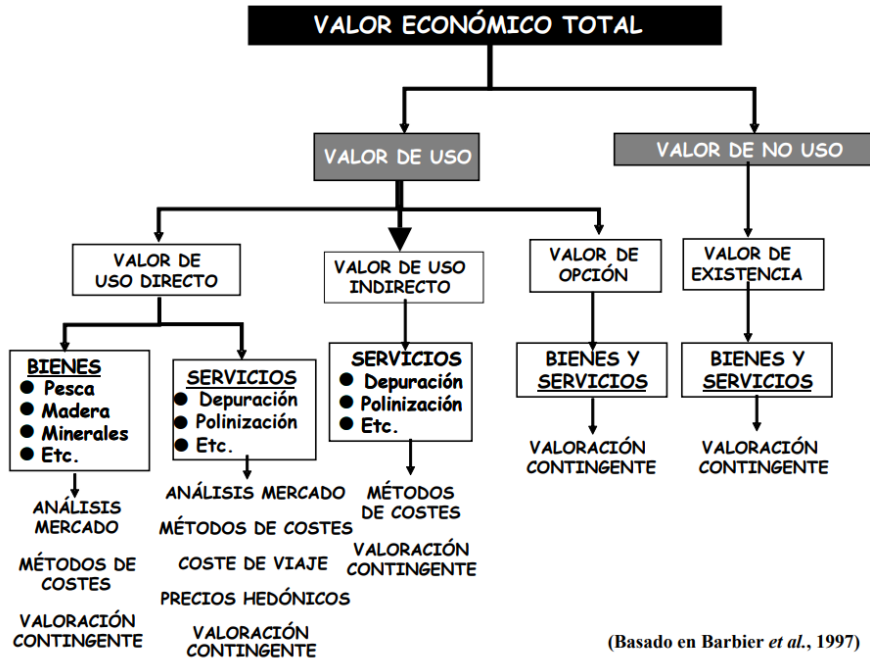 VALOR ECONÓMICO TOTAL
VALOR DE USO
VALOR DE NO USO
VALOR DE
USO DIRECTO
VALOR DE USO
INDIRECTO
VALOR DE
OPCIÓN
VALOR DE
EXISTENCIA
BIENES
● Pesca
● Madera
● Minerales
● Etc.
SERVICIOS
● Depuración
● Polinización
● Etc.
SERVICIOS
● Depuración
● Polinización
● Etc.
BIENES Y
SERVICIOS
BIENES Y
SERVICIOS
ANÁLISIS
MERCADO
MÉTODOS DE
COSTES
VALORACIÓN
CONTINGENTE
ANÁLISIS MERCADO
MÉTODOS DE COSTES
COSTE DE VIAJE
PRECIOS HEDÓNICOS
VALORACIÓN
CONTINGENTE
MÉTODOS
DE COSTES
VALORACIÓN
CONTINGENTE
VALORACIÓN
CONTINGENTE
VALORACIÓN
CONTINGENTE
(Basado en Barbier et al., 1997)